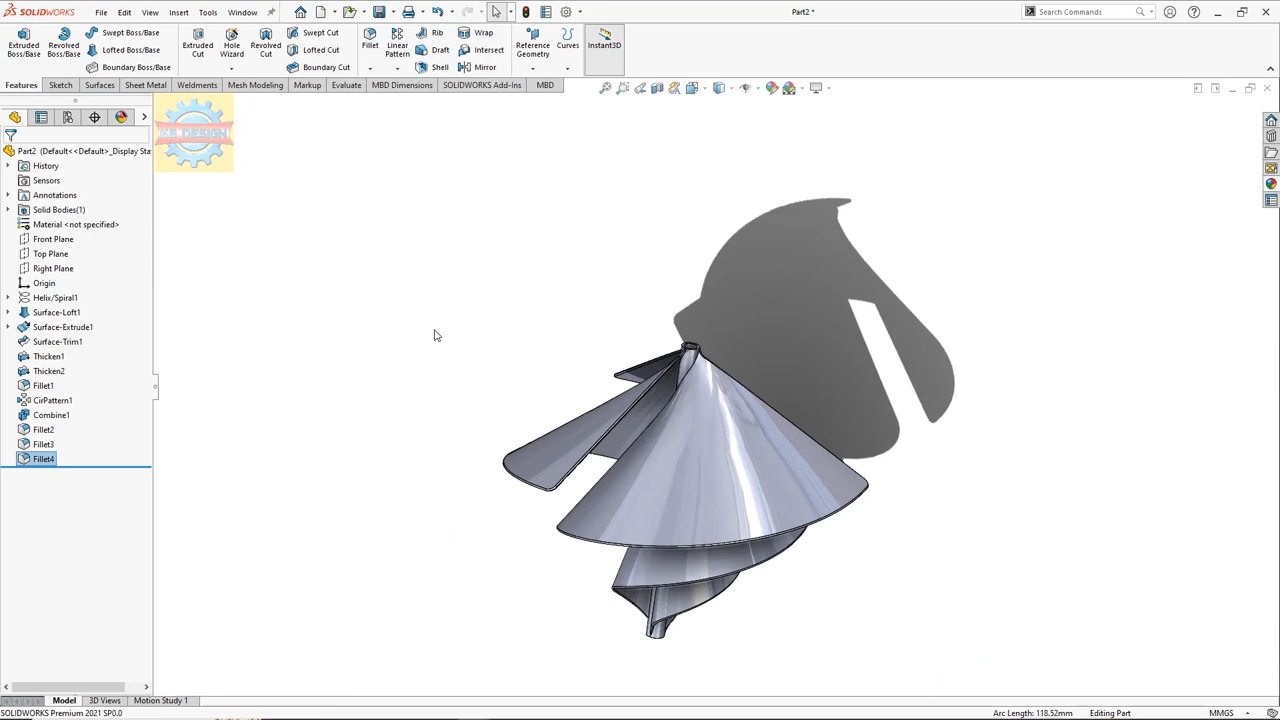 SOLIDWORKS File Edit View Insert Tools Window Part2 * Search Commands
Extruded Boss/Base
Revolved Boss/Base
Swept Boss/Base
Lofted Boss/Base
Boundary Boss/Base
Extruded Cut
Hole Wizard
Revolved Cut
Swept Cut
Lofted Cut
Boundary Cut
Fillet
Linear Pattern
Rib
Draft
Shell
Wrap
Intersect
Mirror
Reference Geometry
Curves
Instant3D
Features Sketch Surfaces Sheet Metal Weldments Mesh Modeling Markup Evaluate MBD Dimensions SOLIDWORKS Add-Ins MBD
DESIGN
Part2 (Default<<Default>_Display Sta
History
Sensors
Annotations
Solid Bodies(1)
Material <not specified>
Front Plane
Top Plane
Right Plane
Origin
Helix/Spiral1
Surface-Loft1
Surface-Extrude1
Surface-Trim1
Thicken1
Thicken2
Fillet1
CirPattern1
Combine1
Fillet2
Fillet3
Fillet4
Model 3D Views Motion Study 1
SOLIDWORKS Premium 2021 SP0.0 Arc Length: 118.52mm Editing Part MMGS